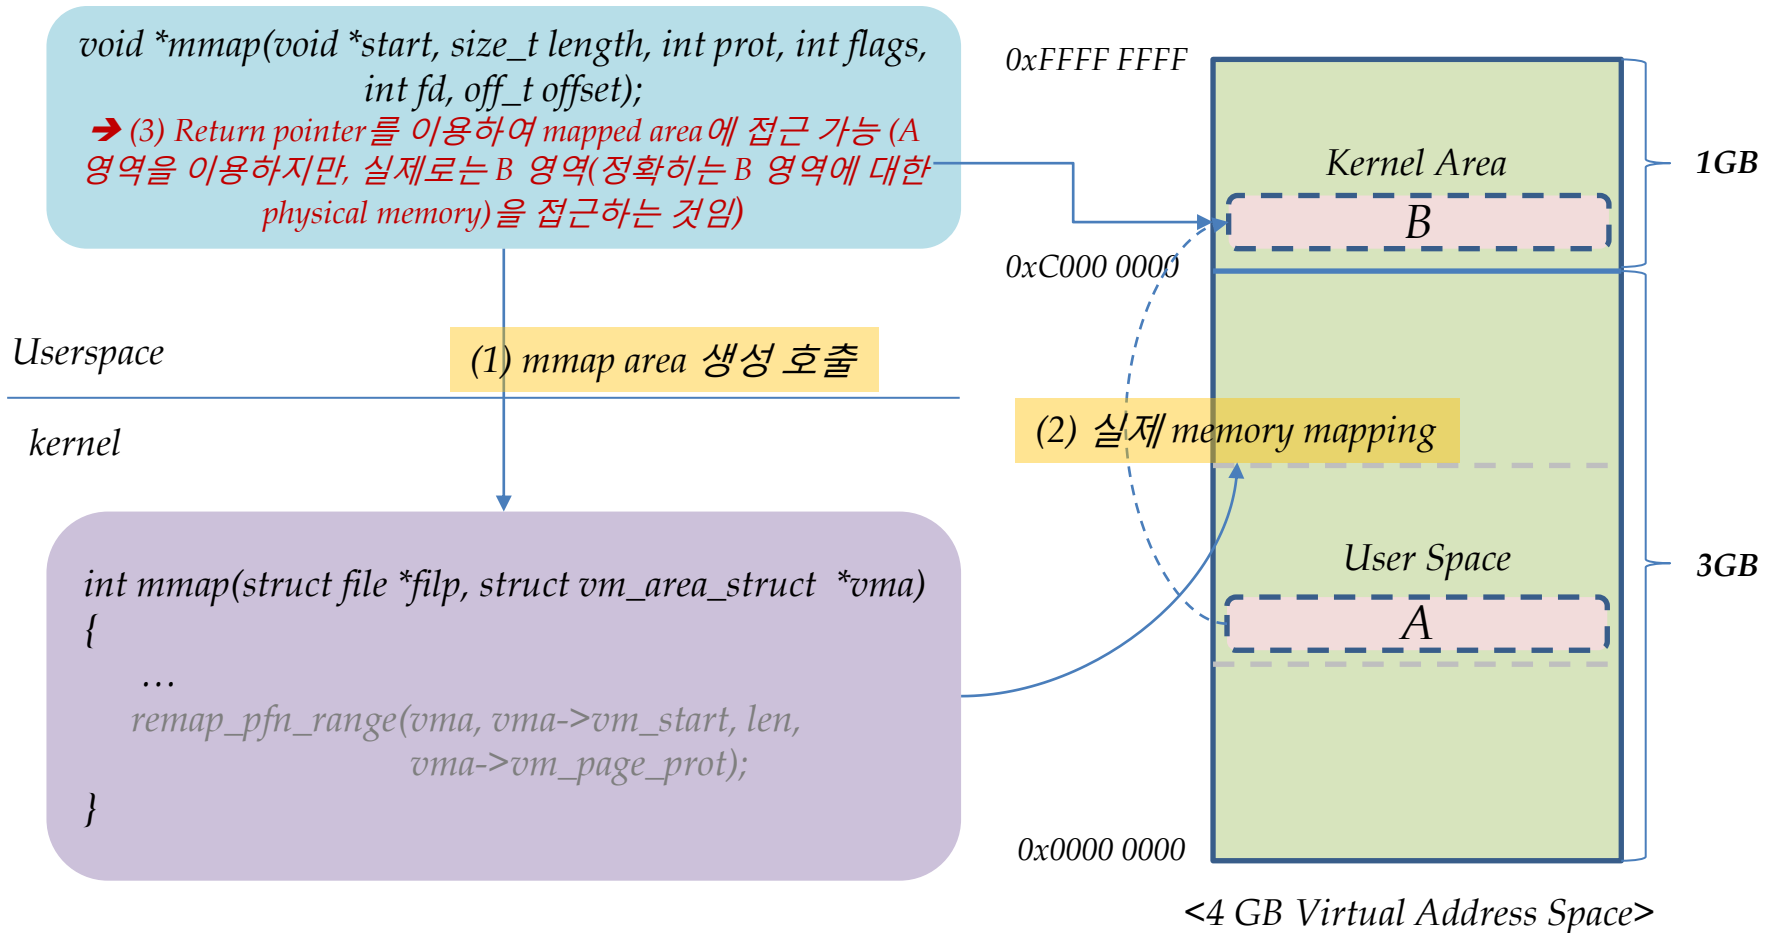 void *mmap(void *start, size_t length, int prot, int flags,
int fd, off_t offset);
➔ (3) Return pointer를 이용하여 mapped area에 접근 가능 (A
영역을 이용하지만, 실제로는 B 영역(정확히는 B 영역에 대한
physical memory)을 접근하는 것임)
Userspace
(1) mmap area 생성 호출
kernel
int mmap(struct file *filp, struct vm_area_struct *vma)
{
…
remap_pfn_range(vma, vma->vm_start, len,
vma->vm_page_prot);
}
0xFFFF FFFF
Kernel Area
1GB
B
0xC000 0000
(2) 실제 memory mapping
User Space
3GB
A
0x0000 0000
<4 GB Virtual Address Space>